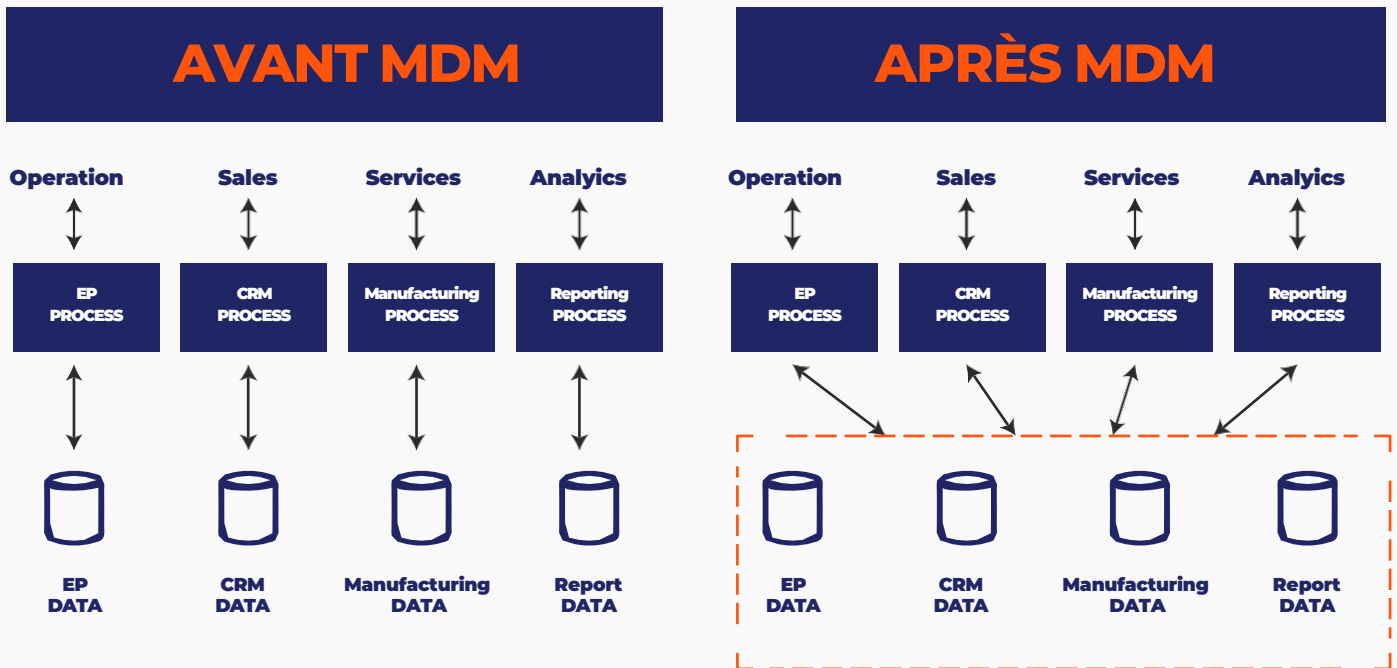 AVANT MDM
Operation
Sales
Services
Analyics
EP
PROCESS
CRM
PROCESS
Manufacturing
PROCESS
Reporting
PROCESS
EP
DATA
CRM
DATA
Manufacturing
DATA
Report
DATA
APRÈS MDM
Operation
Sales
Services
Analyics
EP
PROCESS
CRM
PROCESS
Manufacturing
PROCESS
Reporting
PROCESS
EP
DATA
CRM
DATA
Manufacturing
DATA
Report
DATA